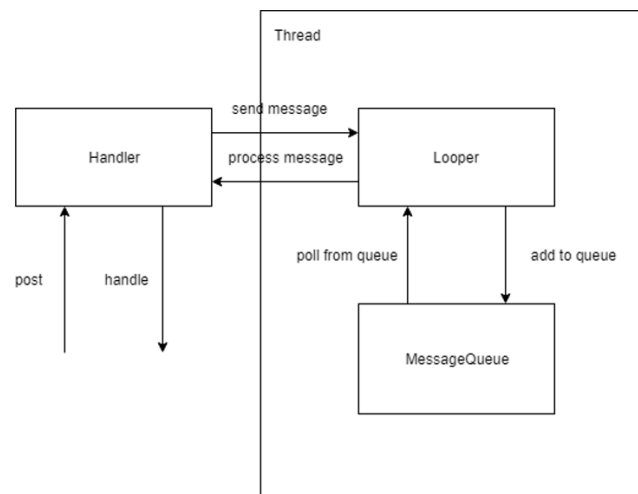 Thread
send message
Handler
process message
Looper
post
handle
poll from queue
add to queue
MessageQueue